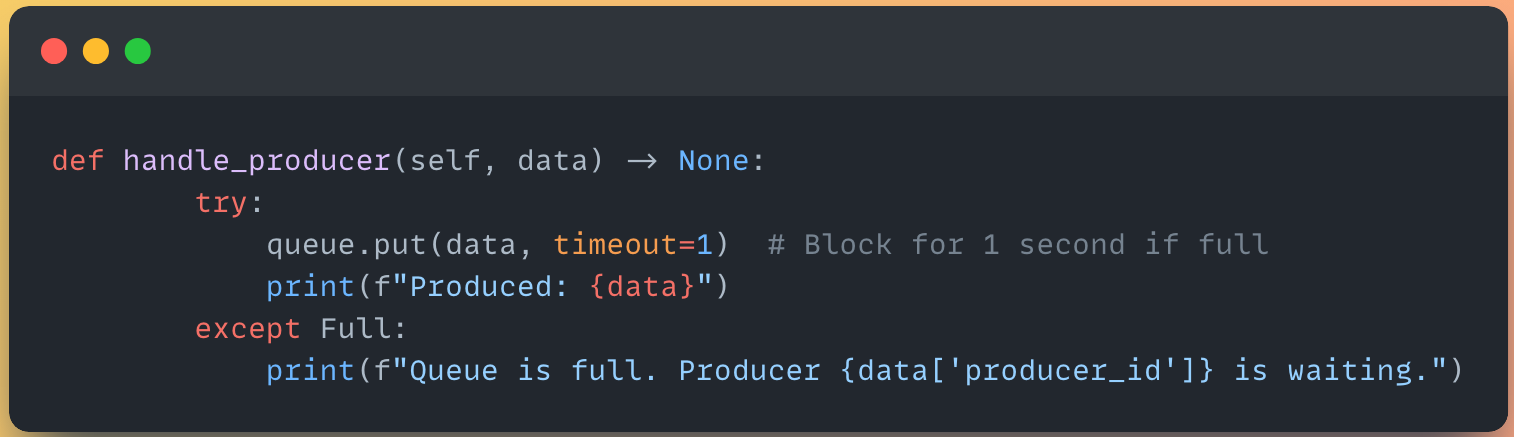 def handle_producer(self, data) -> None:
        try:
            queue.put(data, timeout=1)  # Block for 1 second if full
            print(f"Produced: {data}")
        except Full:
            print(f"Queue is full. Producer {data['producer_id']} is waiting.")